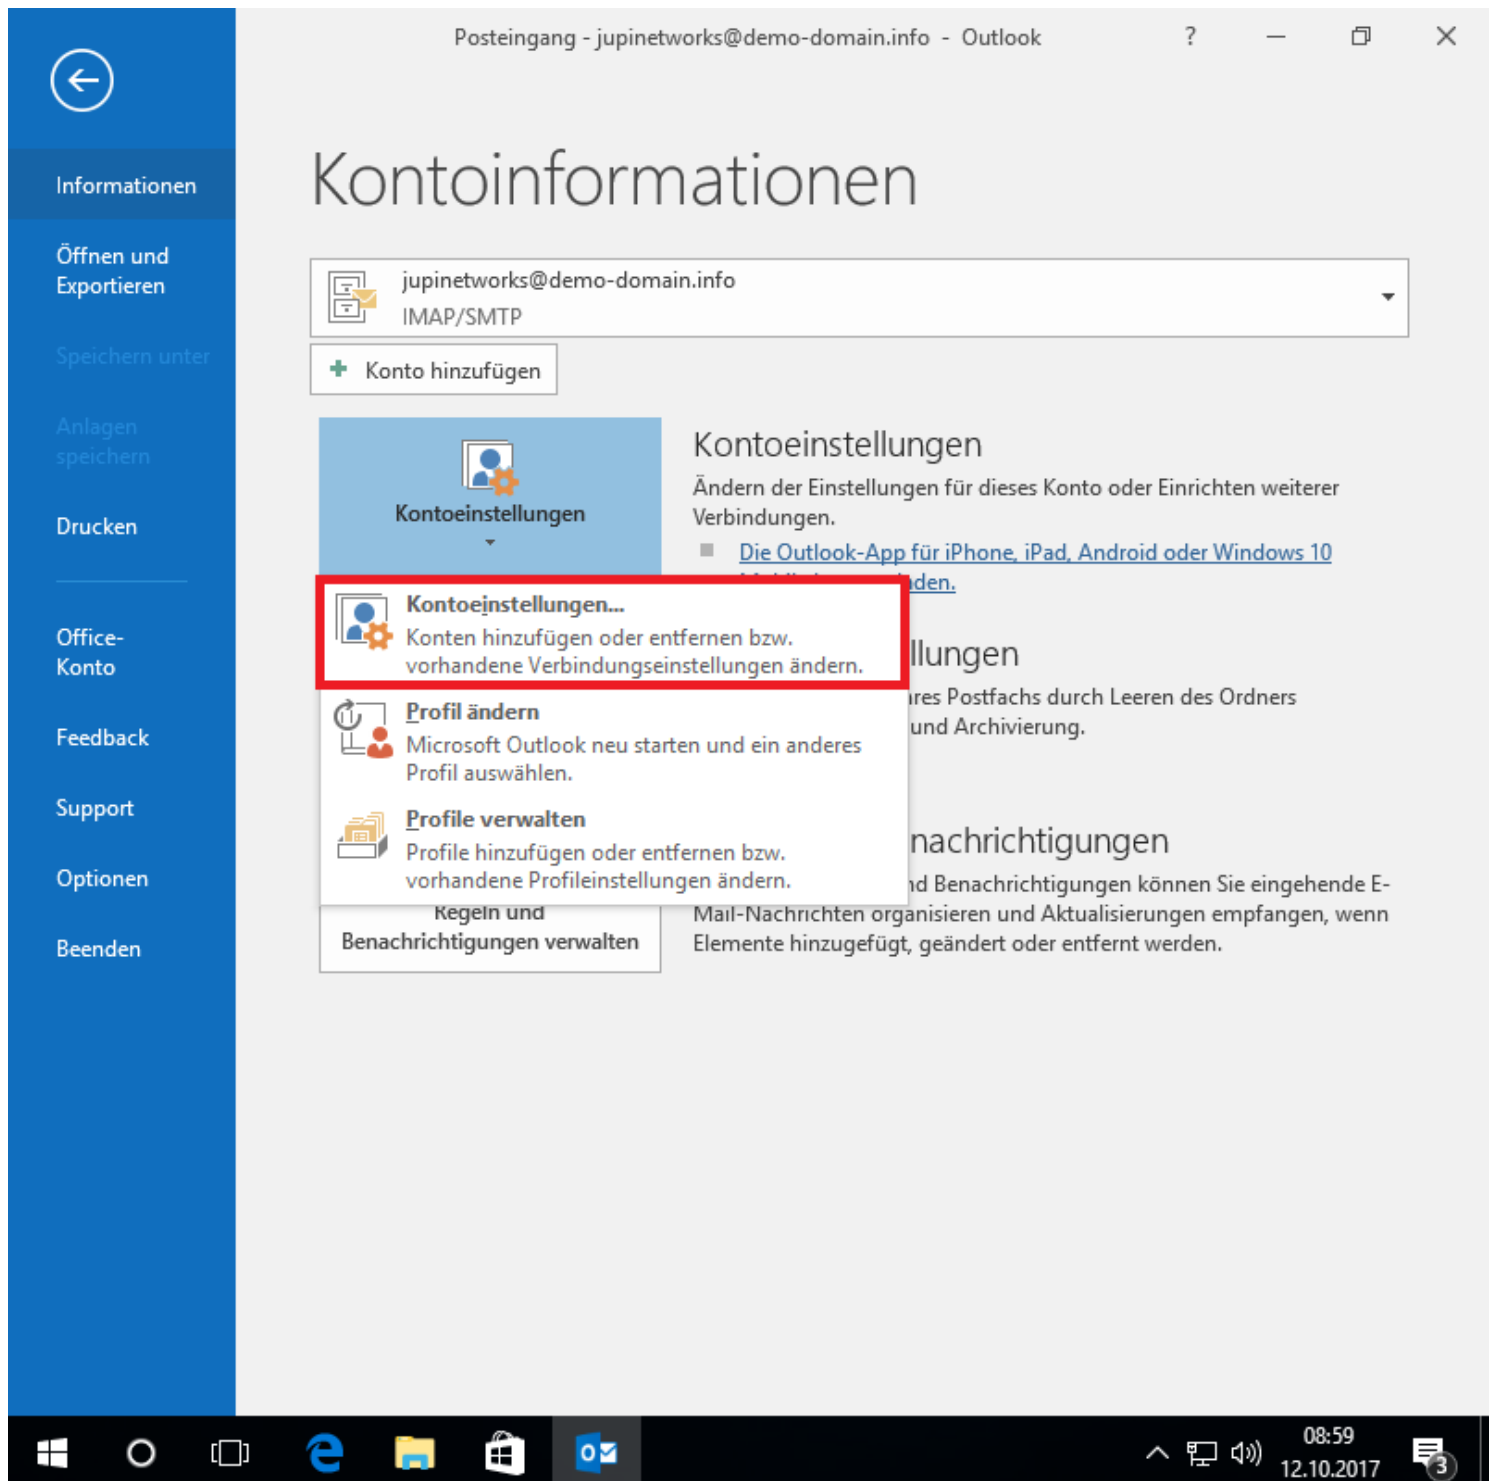 Posteingang - jupinetworks@demo-domain.info - Outlook
?
Informationen
Öffnen und
Exportieren
Speichern unter
Anlagen
speichern
Drucken
Office-
Konto
Feedback
Support
Optionen
Beenden
Kontoinformationen
jupinetworks@demo-domain.info
IMAP/SMTP
Konto hinzufügen
Kontoeinstellungen
Kontoeinstellungen
Ändern der Einstellungen für dieses Konto oder Einrichten weiterer
Verbindungen.
Die Outlook-App für iPhone, iPad, Android oder Windows 10
den.
Kontoeinstellungen...
Konten hinzufügen oder entfernen bzw.
vorhandene Verbindungseinstellungen ändern.
Profil ändern
Microsoft Outlook neu starten und ein anderes
Profil auswählen.
Profile verwalten
Profile hinzufügen oder entfernen bzw.
vorhandene Profileinstellungen ändern.
llungen
res Postfachs durch Leeren des Ordners
und Archivierung.
nachrichtigungen
d Benachrichtigungen können Sie eingehende E-
Mail-Nachrichten organisieren und Aktualisierungen empfangen, wenn
Elemente hinzugefügt, geändert oder entfernt werden.
Regeln und
Benachrichtigungen verwalten
08:59
12.10.2017
3